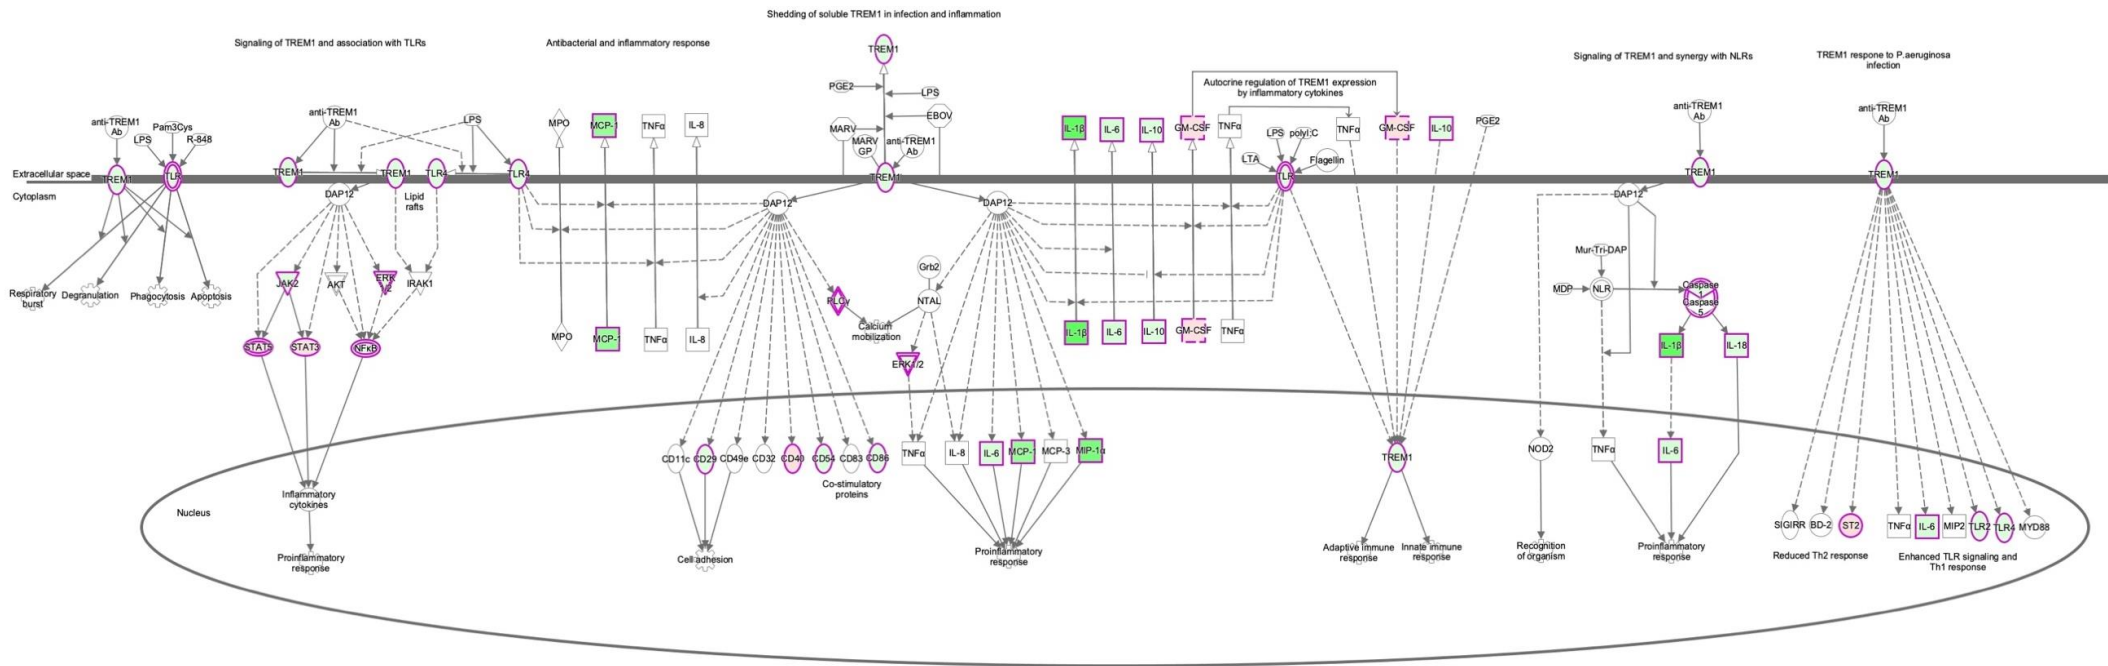 Shedding of soluble TREM1 in infection and inflammation
Signaling of TREM1 and association with TLRs
Antibacterial and inflammatory response
Signaling of TREM1 and synergy with NLRs
TREM1 respone to P.aeruginosa
infection
TREM1
PGE2
LPS
EBOV
MARV
MARV
GP
anti-TREM1
Ab
Autocrine regulation of TREM1 expression
by inflammatory cytokines
anti-TREM1
Ab
LPS
Pam3Cys
R-848
anti-TREM1
Ab
LPS
MPO
MCP-1
TNFα
IL-8
IL-1β
IL-6
IL-10
GM-CSF
TNFα
TNFα
GM-CSF
IL-10
PGE2
LPS
polyI:C
LTA
Flagellin
anti-TREM1
Ab
anti-TREM1
Ab
Extracellular space
Cytoplasm
TREM1
TLR
TREM1
TREM1
TLR4
TLR4
TREM1
TLR
TREM1
TREM1
DAP12
Lipid
rafts
DAP12
DAP12
DAP12
Respiratory
burst
Degranulation
Phagocytosis
Apoptosis
JAK2
AKT
ERK
1/2
IRAK1
STAT5
STAT3
NFκB
PLCγ
Calcium
mobilization
Grb2
NTAL
ERK1/2
MPO
MCP-1
TNFα
IL-8
IL-1β
IL-6
IL-10
GM-CSF
TNFα
Mur-Tri-DAP
MDP
NLR
Caspase
1
Caspase
5
IL-1β
IL-18
CD11c
CD29
CD49e
CD32
CD40
CD54
CD83
CD86
Co-stimulatory
proteins
TNFα
IL-8
IL-6
MCP-1
MCP-3
MIP-1α
TREM1
NOD2
TNFα
IL-6
Nucleus
Inflammatory
cytokines
Proinflammatory
response
Cell adhesion
Proinflammatory
response
Adaptive immune
response
Innate immune
response
Recognition
of organism
Proinflammatory
response
SIGIRR
BD-2
ST2
TNFα
IL-6
MIP2
TLR2
TLR4
MYD88
Reduced Th2 response
Enhanced TLR signaling and
Th1 response